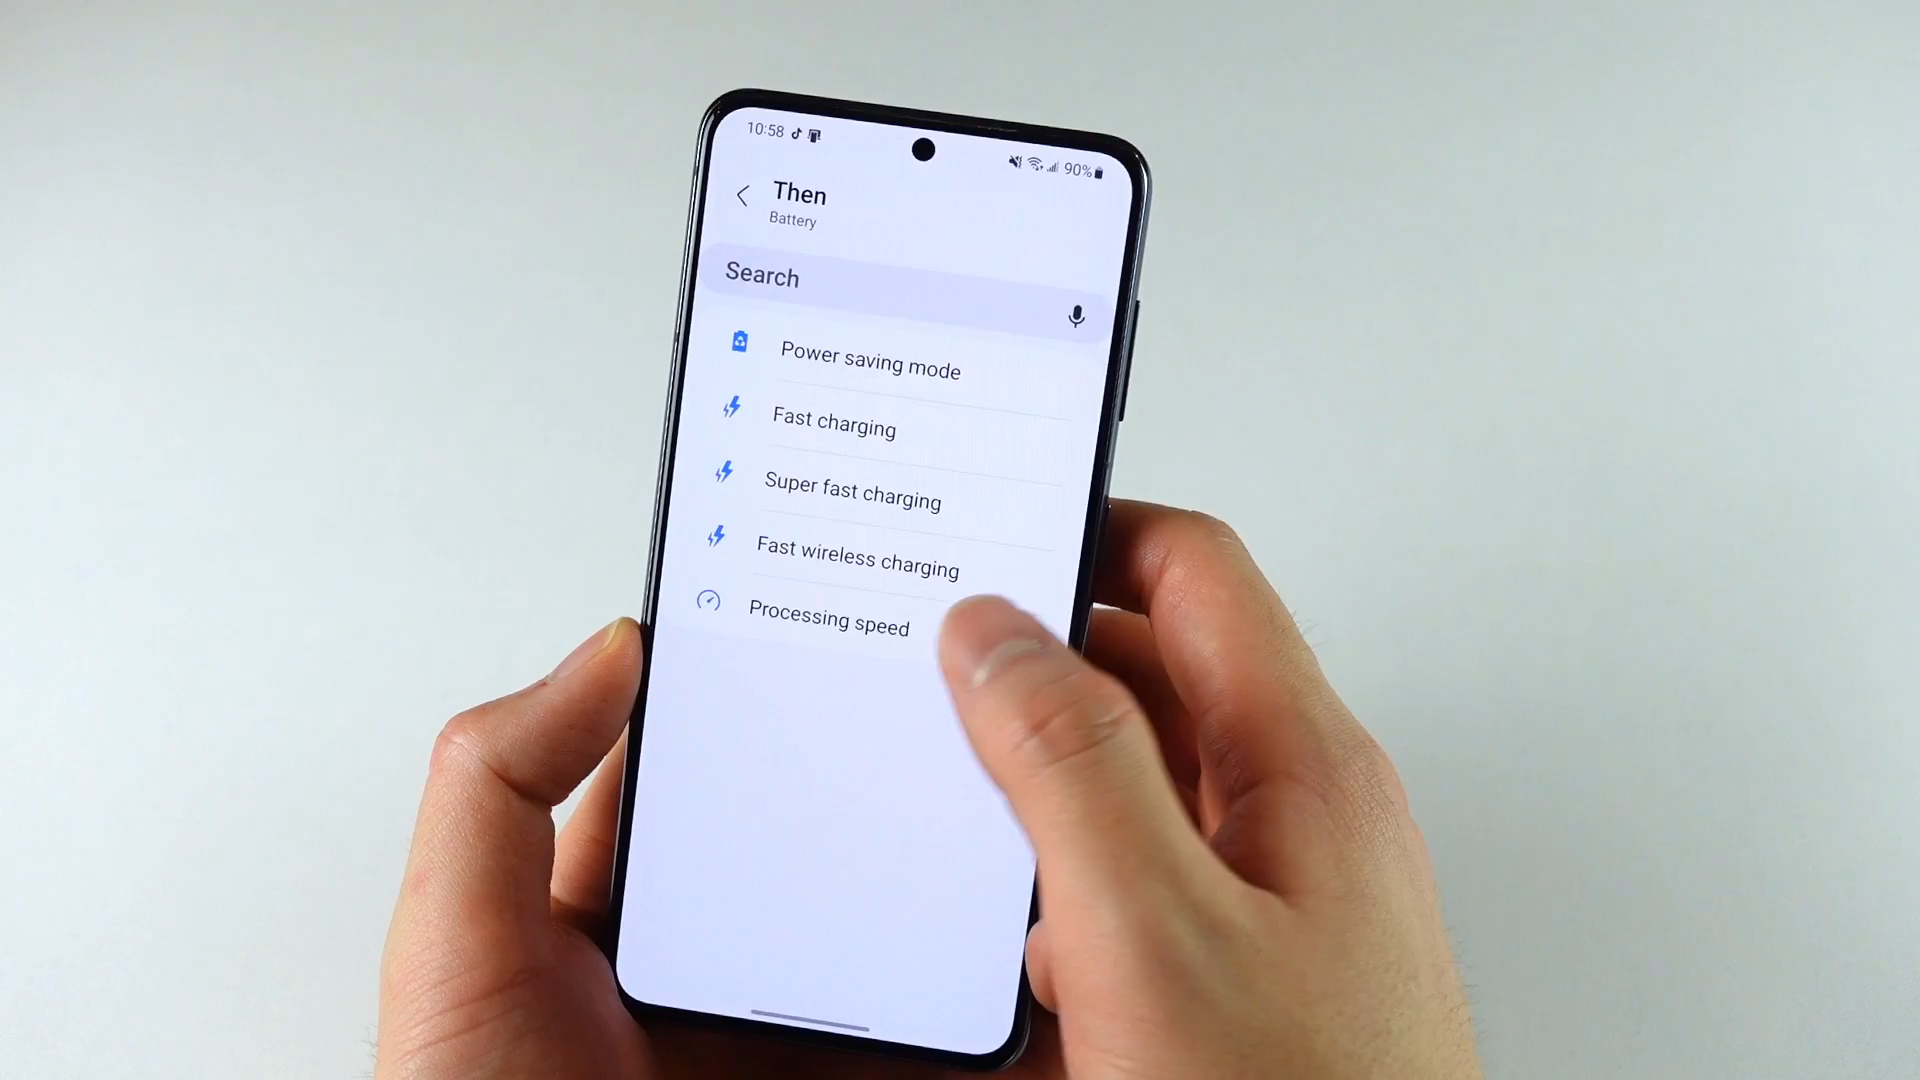 10:58 90%
Then
Battery
Search
Power saving mode
Fast charging
Super fast charging
Fast wireless charging
Processing speed